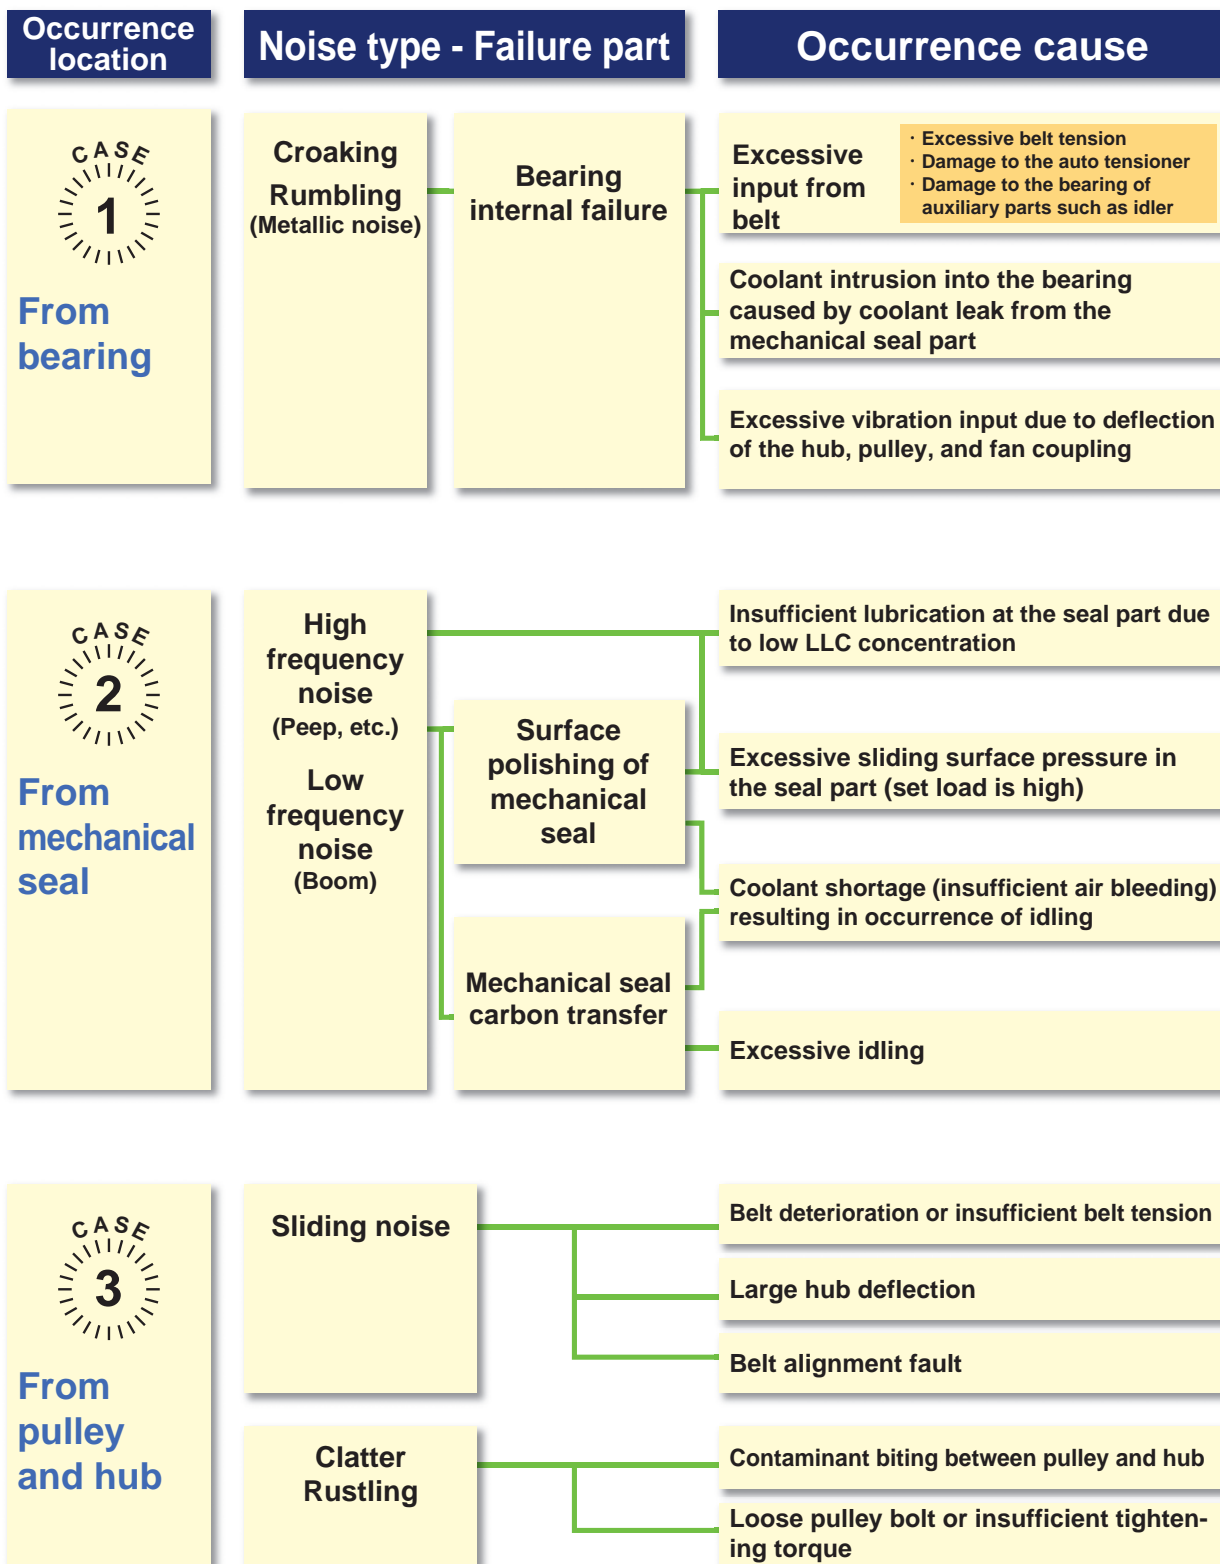 Occurrence
location
Noise type - Failure part
Occurrence cause
CASE
1
From
bearing
Croaking
Rumbling
(Metallic noise)
Bearing
internal failure
Excessive
input from
belt
· Excessive belt tension
· Damage to the auto tensioner
· Damage to the bearing of
auxiliary parts such as idler
Coolant intrusion into the bearing
caused by coolant leak from the
mechanical seal part
Excessive vibration input due to deflection
of the hub, pulley, and fan coupling
CASE
2
From
mechanical
seal
High
frequency
noise
(Peep, etc.)
Low
frequency
noise
(Boom)
Surface
polishing of
mechanical
seal
Mechanical seal
carbon transfer
Insufficient lubrication at the seal part due
to low LLC concentration
Excessive sliding surface pressure in
the seal part (set load is high)
Coolant shortage (insufficient air bleeding)
resulting in occurrence of idling
Excessive idling
CASE
3
From
pulley
and hub
Sliding noise
Belt deterioration or insufficient belt tension
Large hub deflection
Belt alignment fault
Clatter
Rustling
Contaminant biting between pulley and hub
Loose pulley bolt or insufficient tighten-
ing torque